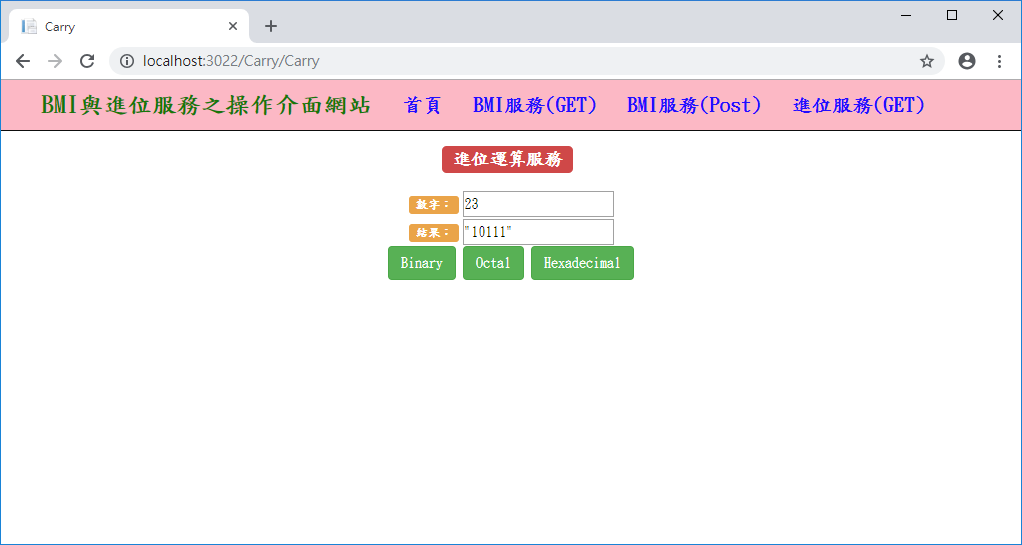 Carry
localhost:3022/Carry/Carry
BMI與進位服務之操作介面網站 首頁 BMI服務(GET) BMI服務(Post) 進位服務(GET)
進位運算服務
數字： 23
結果： "10111"
Binary Octal Hexadecimal